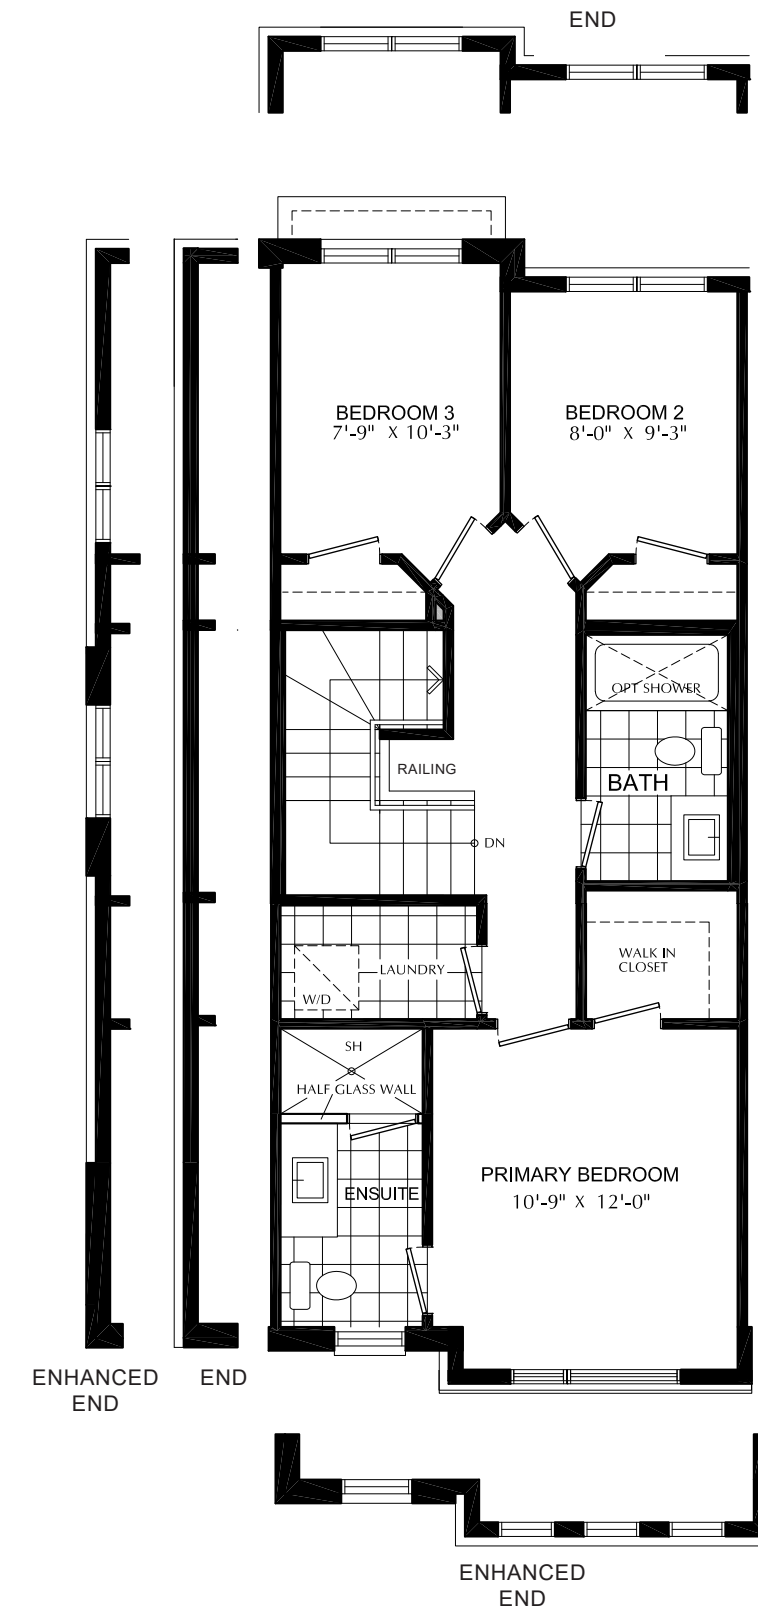 END
BEDROOM 3
7'-9" X 10'-3"
BEDROOM 2
8'-0" X 9'-3"
OPT SHOWER
RAILING
BATH
DN
WALK IN
CLOSET
LAUNDRY
W/D
SH
HALF GLASS WALL
ENSUITE
PRIMARY BEDROOM
10'-9" X 12'-0"
ENHANCED
END
END
ENHANCED
END